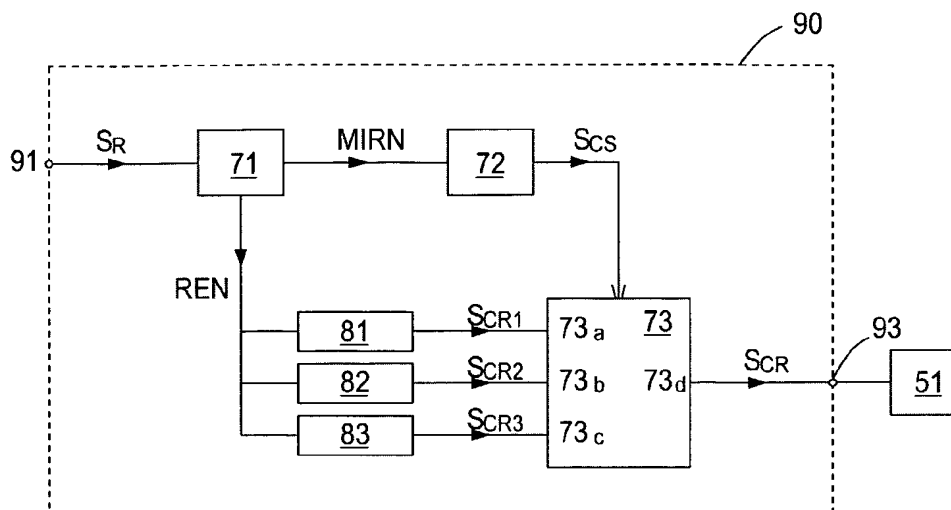 90
91 SR 71 MIRN 72 SCS
REN
81 SCR1 73a 73
82 SCR2 73b 73d SCR 93 51
83 SCR3 73c